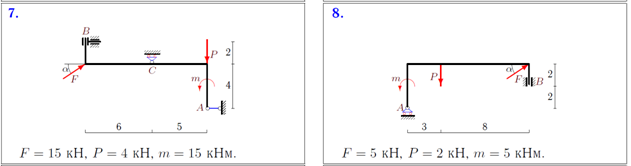 7.
B
2
P
α
F
C
m
4
A
6 5
F = 15 кН, P = 4 кН, m = 15 кНм.
8.
α
F
B
2
P
m
2
A
3 8
F = 5 кН, P = 2 кН, m = 5 кНм.